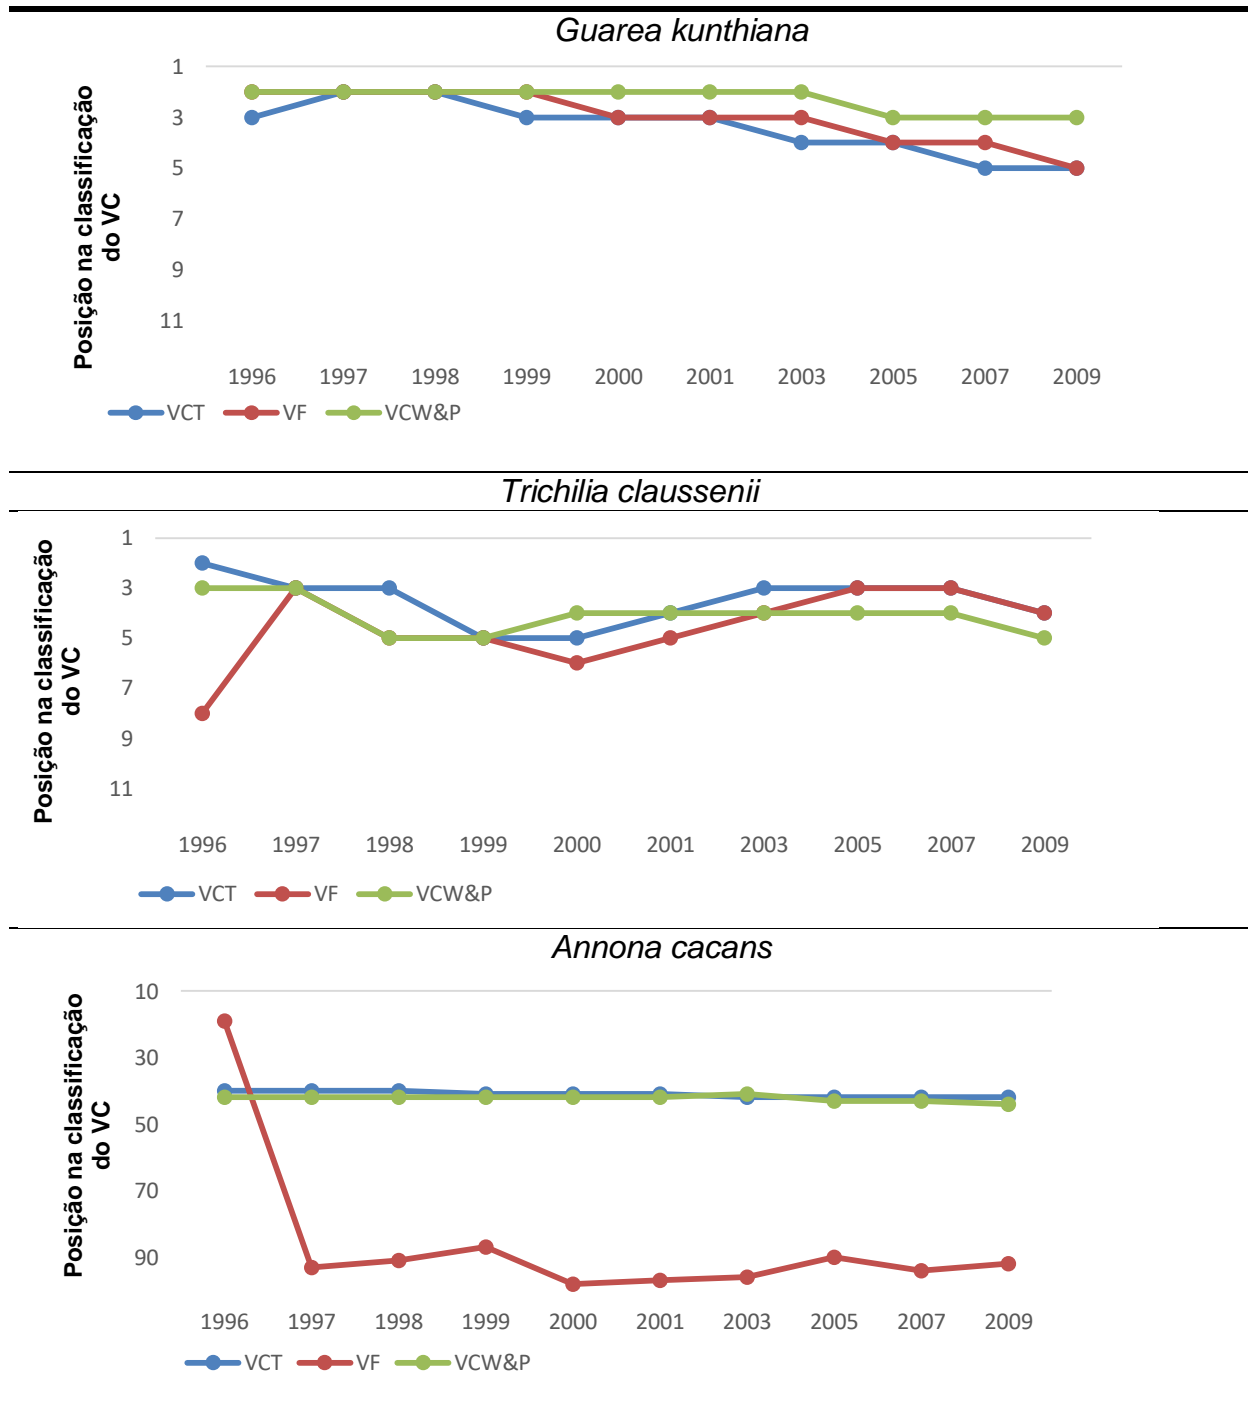 Guarea kunthiana
Posição na classificação
do VC
1
3
5
7
9
11
1996 1997 1998 1999 2000 2001 2003 2005 2007 2009
VCT VF VCW&P
Trichilia claussenii
Posição na classificação
do VC
1
3
5
7
9
11
1996 1997 1998 1999 2000 2001 2003 2005 2007 2009
VCT VF VCW&P
Annona cacans
Posição na classificação
do VC
10
30
50
70
90
1996 1997 1998 1999 2000 2001 2003 2005 2007 2009
VCT VF VCW&P